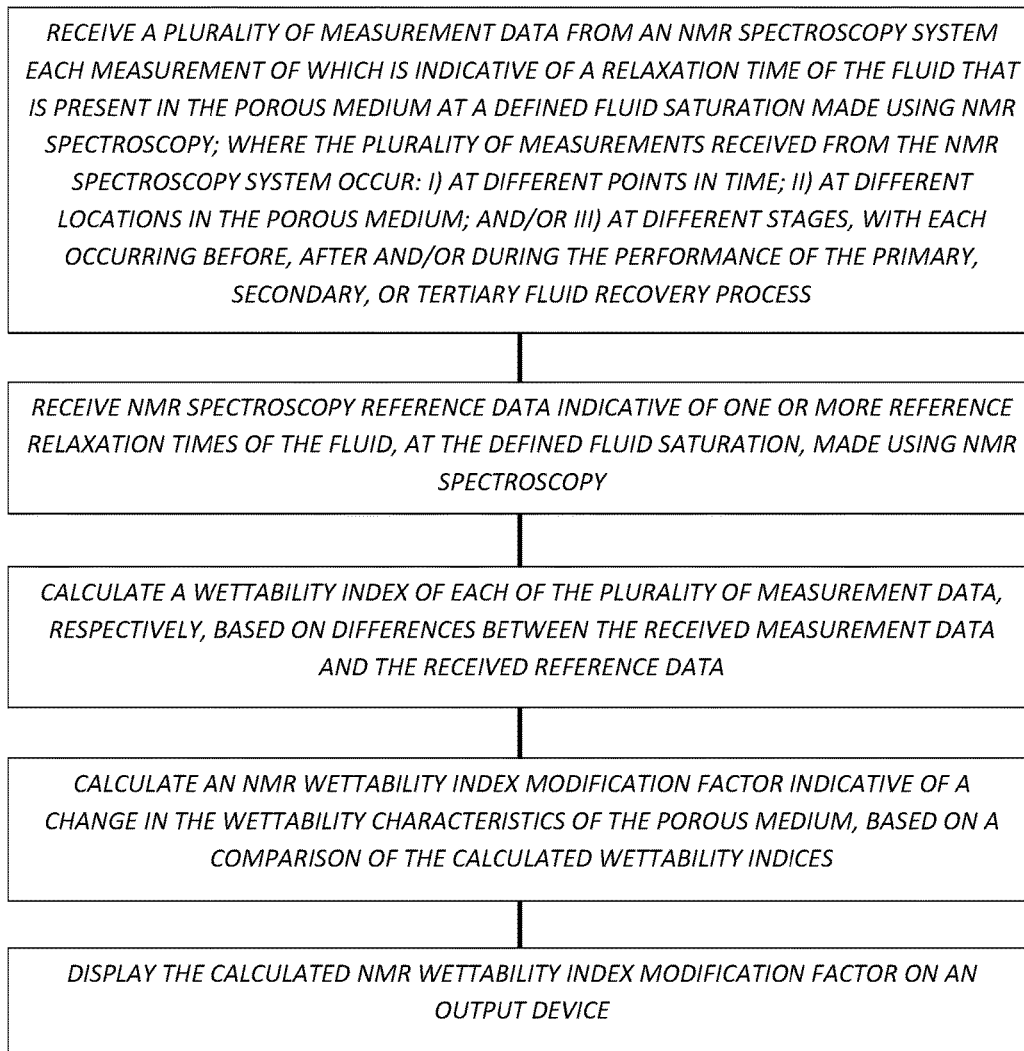 RECEIVE A PLURALITY OF MEASUREMENT DATA FROM AN NMR SPECTROSCOPY SYSTEM
EACH MEASUREMENT OF WHICH IS INDICATIVE OF A RELAXATION TIME OF THE FLUID THAT
IS PRESENT IN THE POROUS MEDIUM AT A DEFINED FLUID SATURATION MADE USING NMR
SPECTROSCOPY; WHERE THE PLURALITY OF MEASUREMENTS RECEIVED FROM THE NMR
SPECTROSCOPY SYSTEM OCCUR: I) AT DIFFERENT POINTS IN TIME; II) AT DIFFERENT
LOCATIONS IN THE POROUS MEDIUM; AND/OR III) AT DIFFERENT STAGES, WITH EACH
OCCURRING BEFORE, AFTER AND/OR DURING THE PERFORMANCE OF THE PRIMARY,
SECONDARY, OR TERTIARY FLUID RECOVERY PROCESS
RECEIVE NMR SPECTROSCOPY REFERENCE DATA INDICATIVE OF ONE OR MORE REFERENCE
RELAXATION TIMES OF THE FLUID, AT THE DEFINED FLUID SATURATION, MADE USING NMR
SPECTROSCOPY
CALCULATE A WETTABILITY INDEX OF EACH OF THE PLURALITY OF MEASUREMENT DATA,
RESPECTIVELY, BASED ON DIFFERENCES BETWEEN THE RECEIVED MEASUREMENT DATA
AND THE RECEIVED REFERENCE DATA
CALCULATE AN NMR WETTABILITY INDEX MODIFICATION FACTOR INDICATIVE OF A
CHANGE IN THE WETTABILITY CHARACTERISTICS OF THE POROUS MEDIUM, BASED ON A
COMPARISON OF THE CALCULATED WETTABILITY INDICES
DISPLAY THE CALCULATED NMR WETTABILITY INDEX MODIFICATION FACTOR ON AN
OUTPUT DEVICE